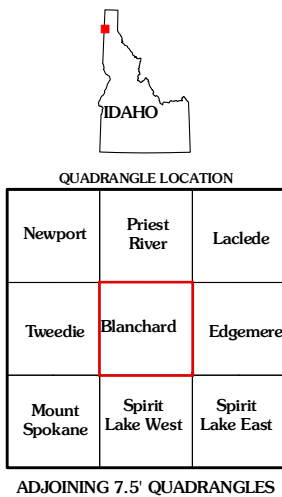 IDAHO
QUADRANGLE LOCATION
Newport
Priest
River
Laclede
Tweedie
Blanchard
Edgemere
Mount
Spokane
Spirit
Lake West
Spirit
Lake East
ADJOINING 7.5' QUADRANGLES